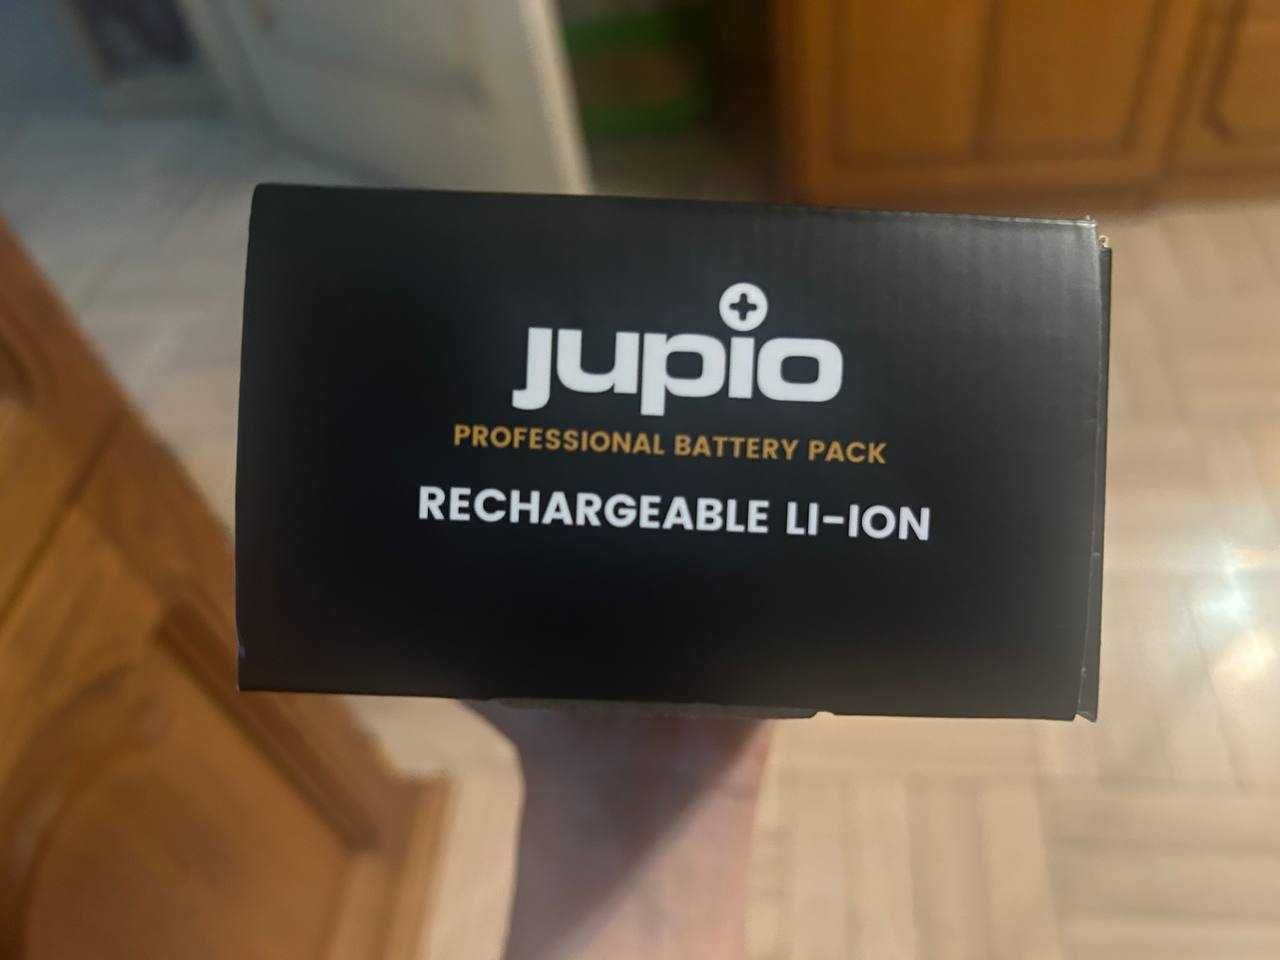 jupio
PROFESSIONAL BATTERY PACK
RECHARGEABLE LI-ION